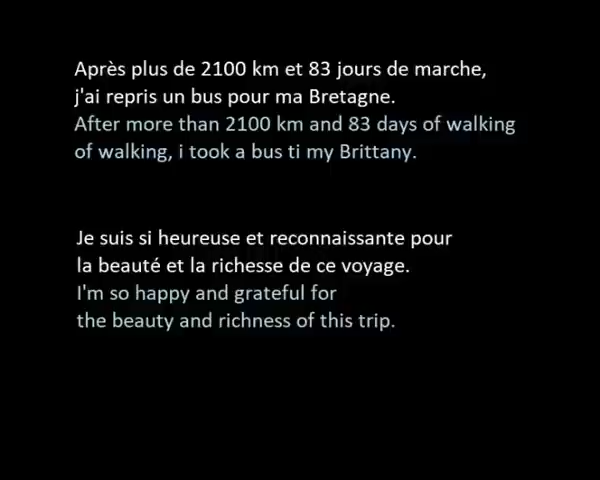 Après plus de 2100 km et 83 jours de marche,
j'ai repris un bus pour ma Bretagne.
After more than 2100 km and 83 days of walking
of walking, i took a bus ti my Brittany.
Je suis si heureuse et reconnaissante pour
la beauté et la richesse de ce voyage.
I'm so happy and grateful for
the beauty and richness of this trip.